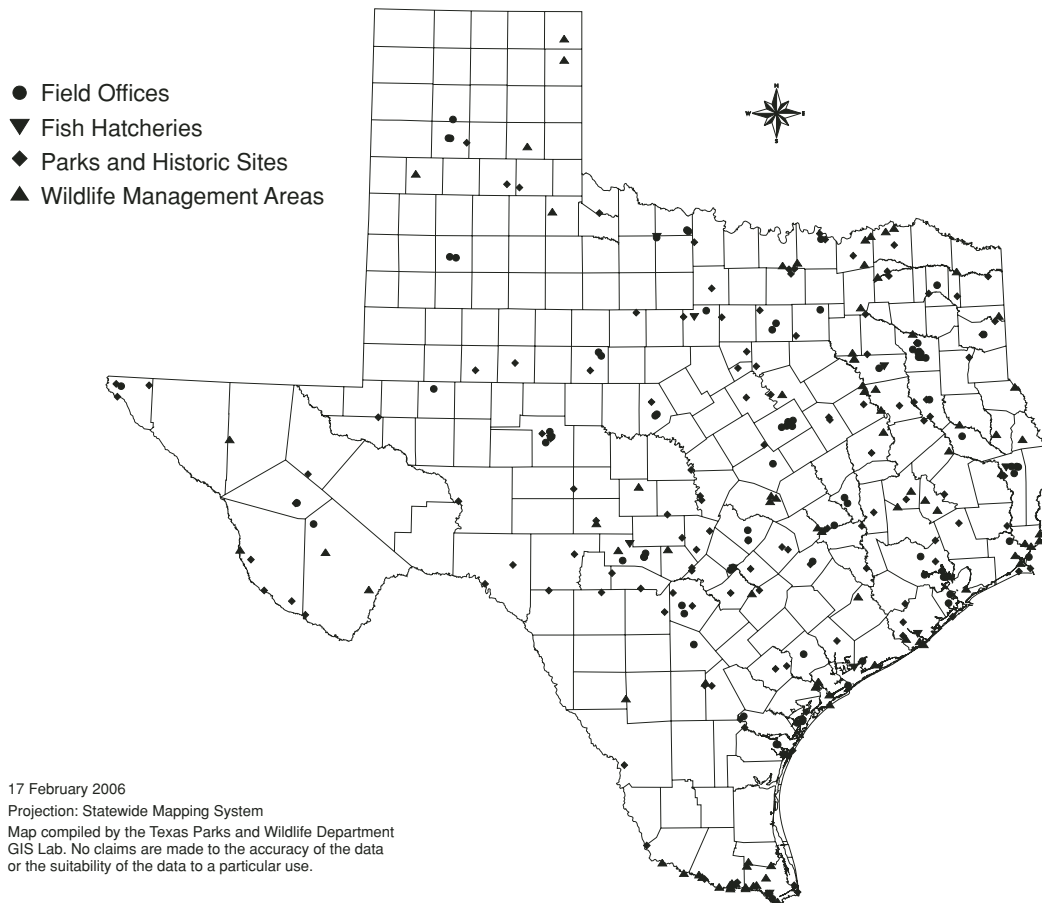 N
W
E
S
Field Offices
Fish Hatcheries
Parks and Historic Sites
Wildlife Management Areas
17 February 2006
Projection: Statewide Mapping System
Map compiled by the Texas Parks and Wildlife Department
GIS Lab. No claims are made to the accuracy of the data
or the suitability of the data to a particular use.